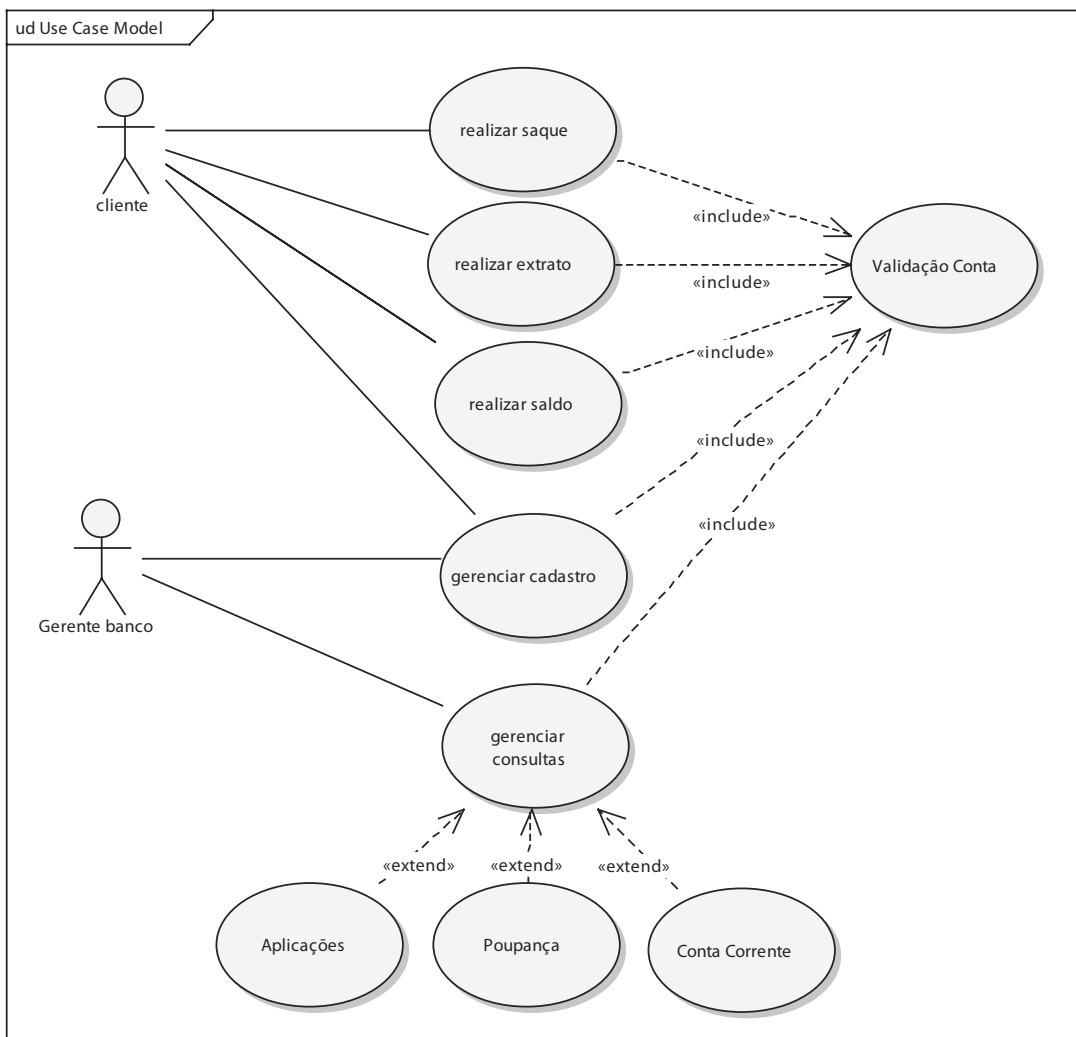 ud Use Case Model
realizar saque
cliente
«include»
realizar extrato
Validação Conta
«include»
«include»
realizar saldo
«include»
«include»
gerenciar cadastro
Gerente banco
gerenciar
consultas
«extend»
«extend»
«extend»
Aplicações
Poupança
Conta Corrente